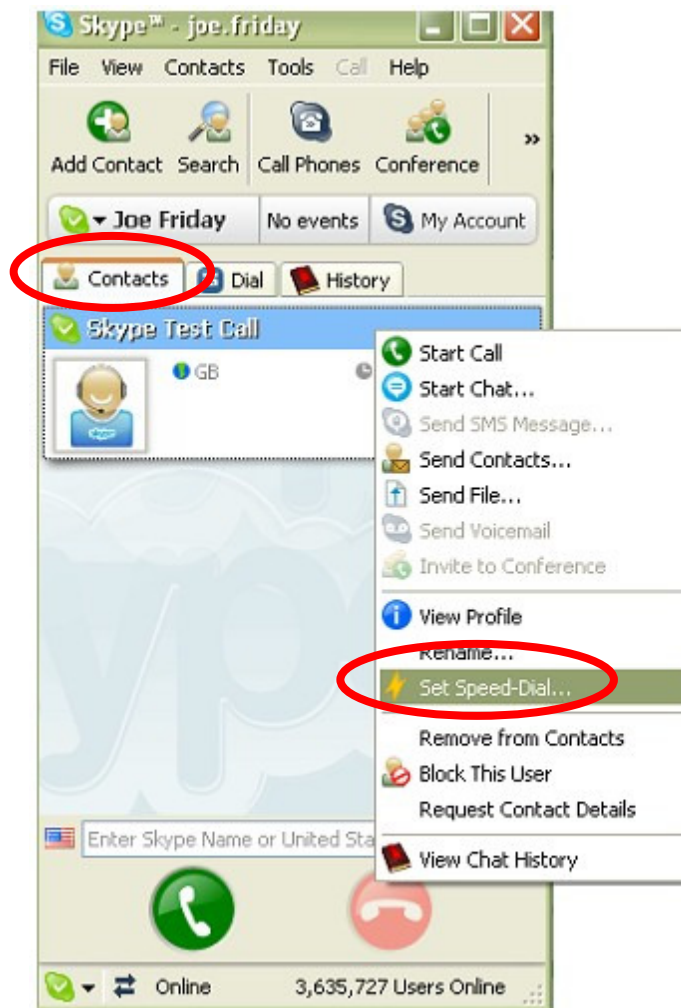 Skype™ - joe.friday
File View Contacts Tools Call Help
Add Contact Search Call Phones Conference »
Joe Friday No events My Account
Contacts Dial History
Skype Test Call
GB
Start Call
Start Chat...
Send SMS Message...
Send Contacts...
Send File...
Send Voicemail
Invite to Conference
View Profile
Rename...
Set Speed-Dial...
Remove from Contacts
Block This User
Request Contact Details
View Chat History
Enter Skype Name or United Sta
Online 3,635,727 Users Online